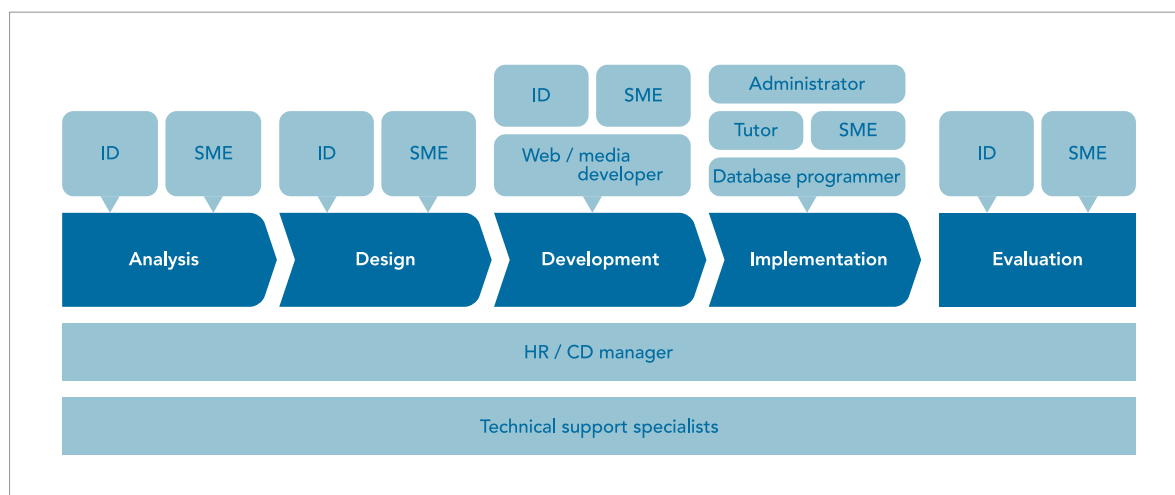 ID
SME
ID
SME
ID
SME
Web / media
developer
Administrator
Tutor
SME
Database programmer
ID
SME
Analysis
Design
Development
Implementation
Evaluation
HR / CD manager
Technical support specialists